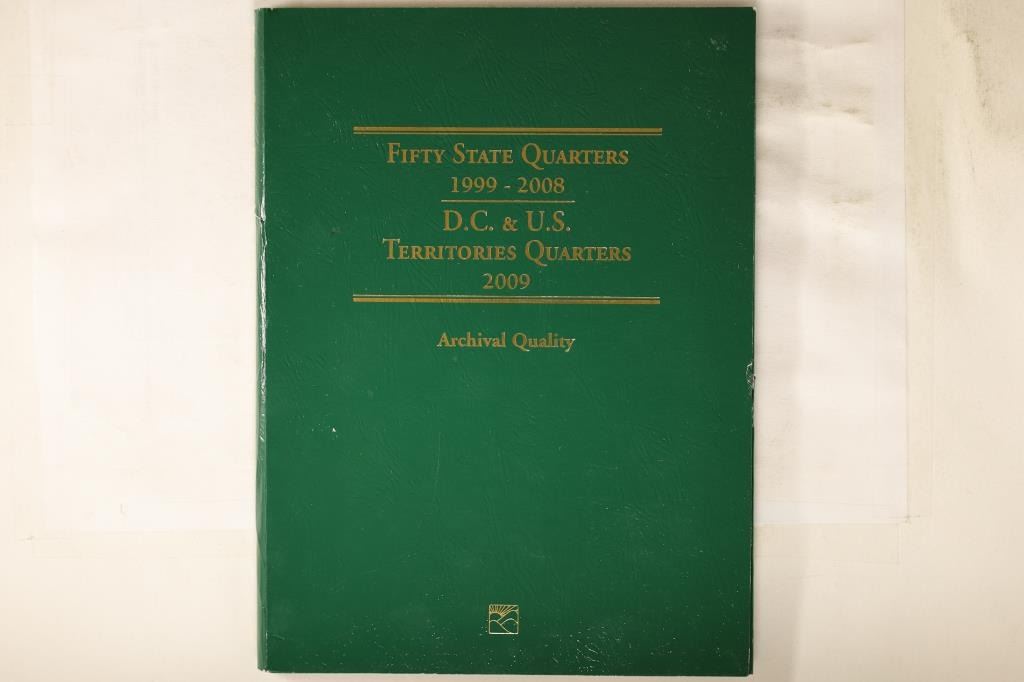 FIFTY STATE QUARTERS
1999 - 2008
D.C. & U.S.
TERRITORIES QUARTERS
2009
Archival Quality